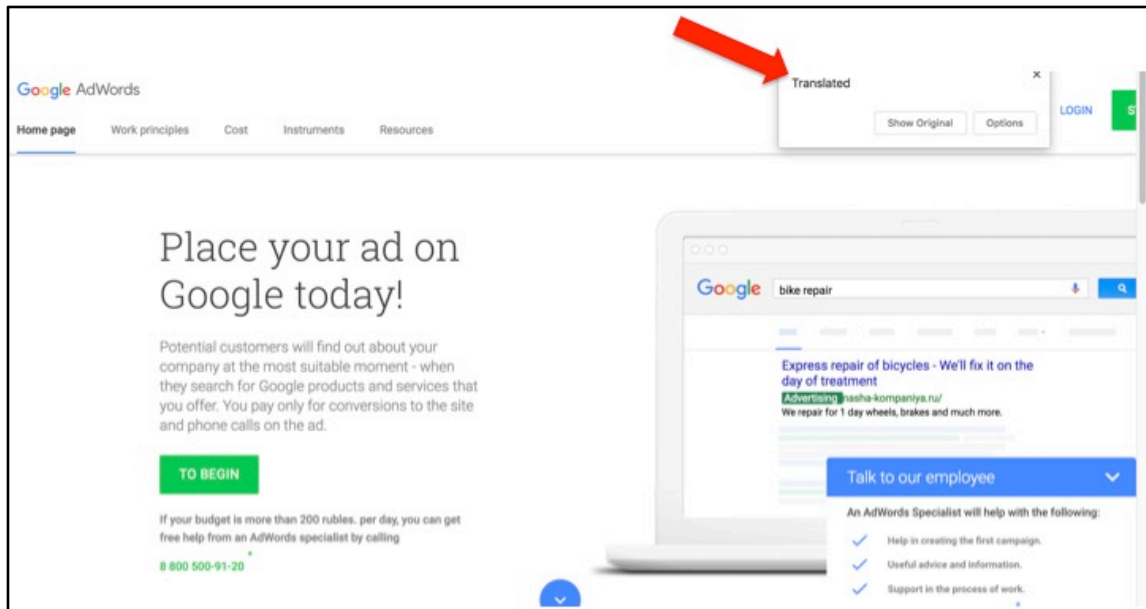 Translated
×
Google AdWords
LOGIN
Show Original
Options
Home page
Work principles
Cost
Instruments
Resources
Place your ad on
Google today!
Potential customers will find out about your
company at the most suitable moment - when
they search for Google products and services that
you offer. You pay only for conversions to the site
and phone calls on the ad.
TO BEGIN
If your budget is more than 200 rubles. per day, you can get
free help from an AdWords specialist by calling
8 800 500-91-20
Google
bike repair
Express repair of bicycles - We'll fix it on the
day of treatment
Advertising nasha-kompaniya.ru/
We repair for 1 day wheels, brakes and much more.
Talk to our employee
An AdWords Specialist will help with the following:
Help in creating the first campaign.
Useful advice and information.
Support in the process of work.